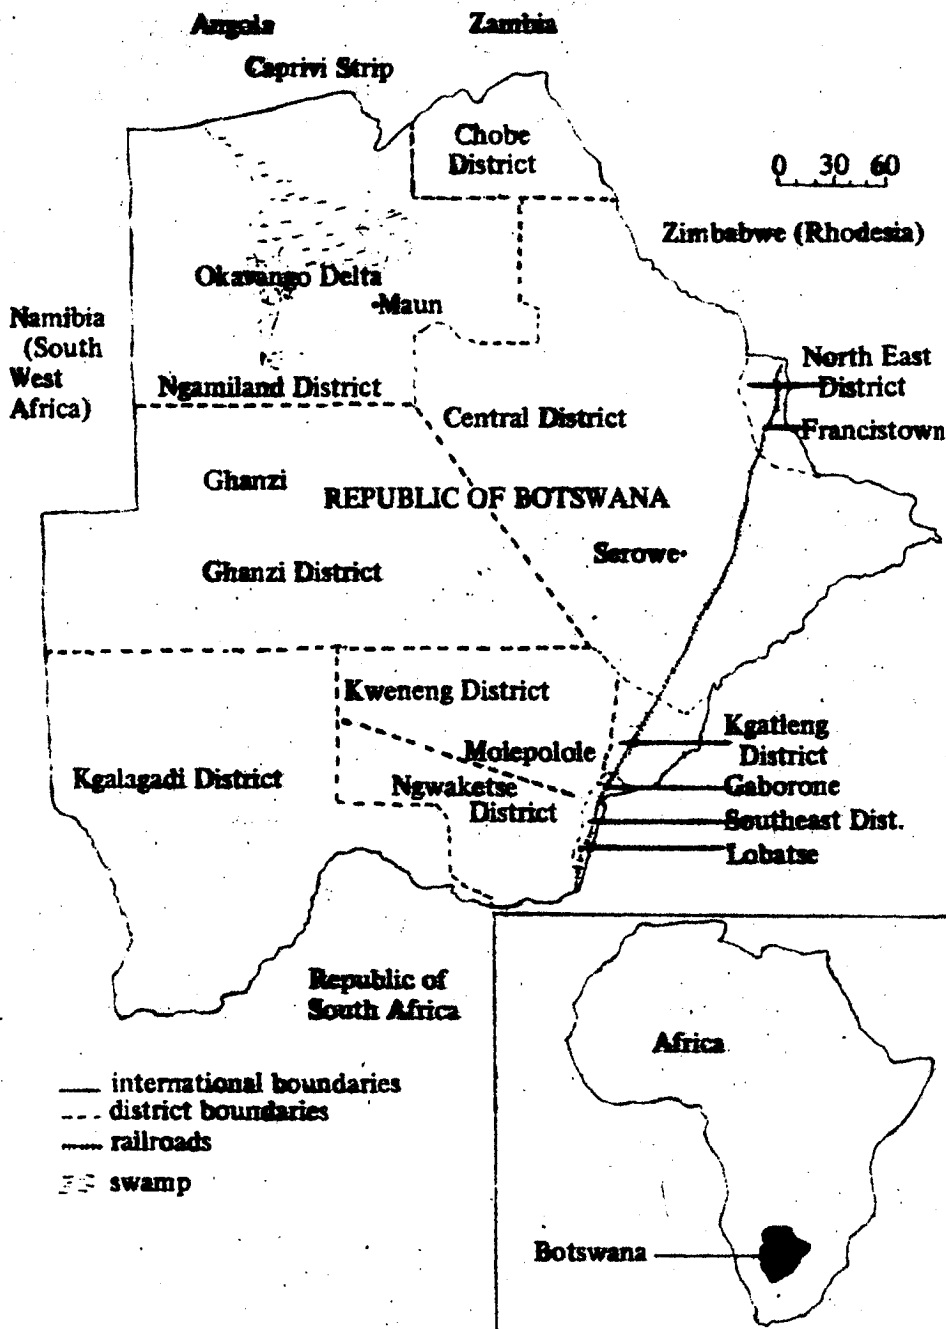 Angola
Zambia
Caprivi Strip
Chobe
District
0 30 60
Zimbabwe (Rhodesia)
Okavango Delta
Maun
Namibia
(South
West
Africa)
North East
District
Ngamiland District
Central District
Francistown
Ghanzi
REPUBLIC OF BOTSWANA
Serowe
Ghanzi District
Kweneng District
Kgatleng
District
Molepolole
Kgalagadi District
Ngwaketse
District
Gaborone
Southeast Dist.
Lobatse
Republic of
South Africa
Africa
international boundaries
district boundaries
railroads
swamp
Botswana